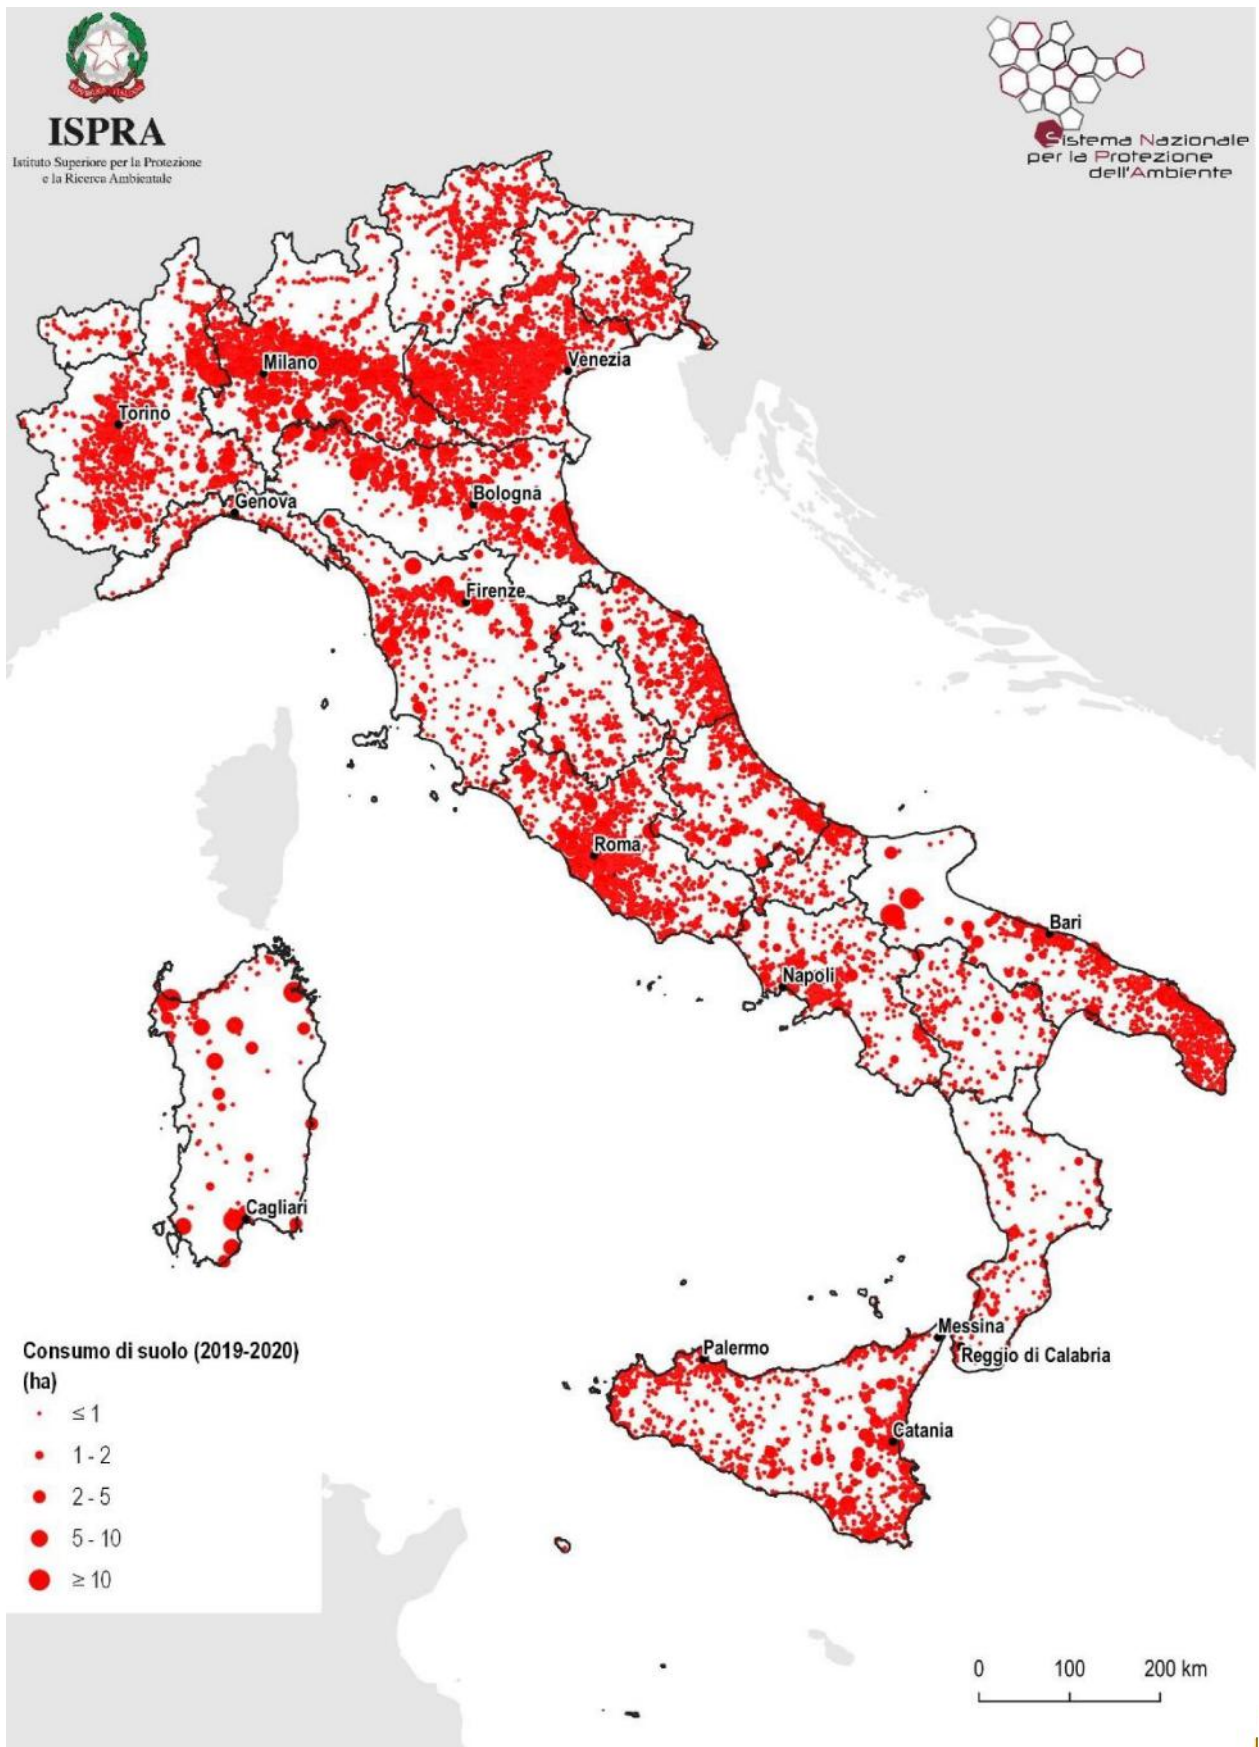 ISPRA
Istituto Superiore per la Protezione
e la Ricerca Ambientale
Sistema Nazionale
per la Protezione
dell'Ambiente
Milano
Venezia
Torino
Bologna
Genova
Firenze
Roma
Bari
Napoli
Cagliari
Messina
Palermo
Reggio di Calabria
Catania
Consumo di suolo (2019-2020)
(ha)
≤ 1
1 - 2
2 - 5
5 - 10
≥ 10
0 100 200 km